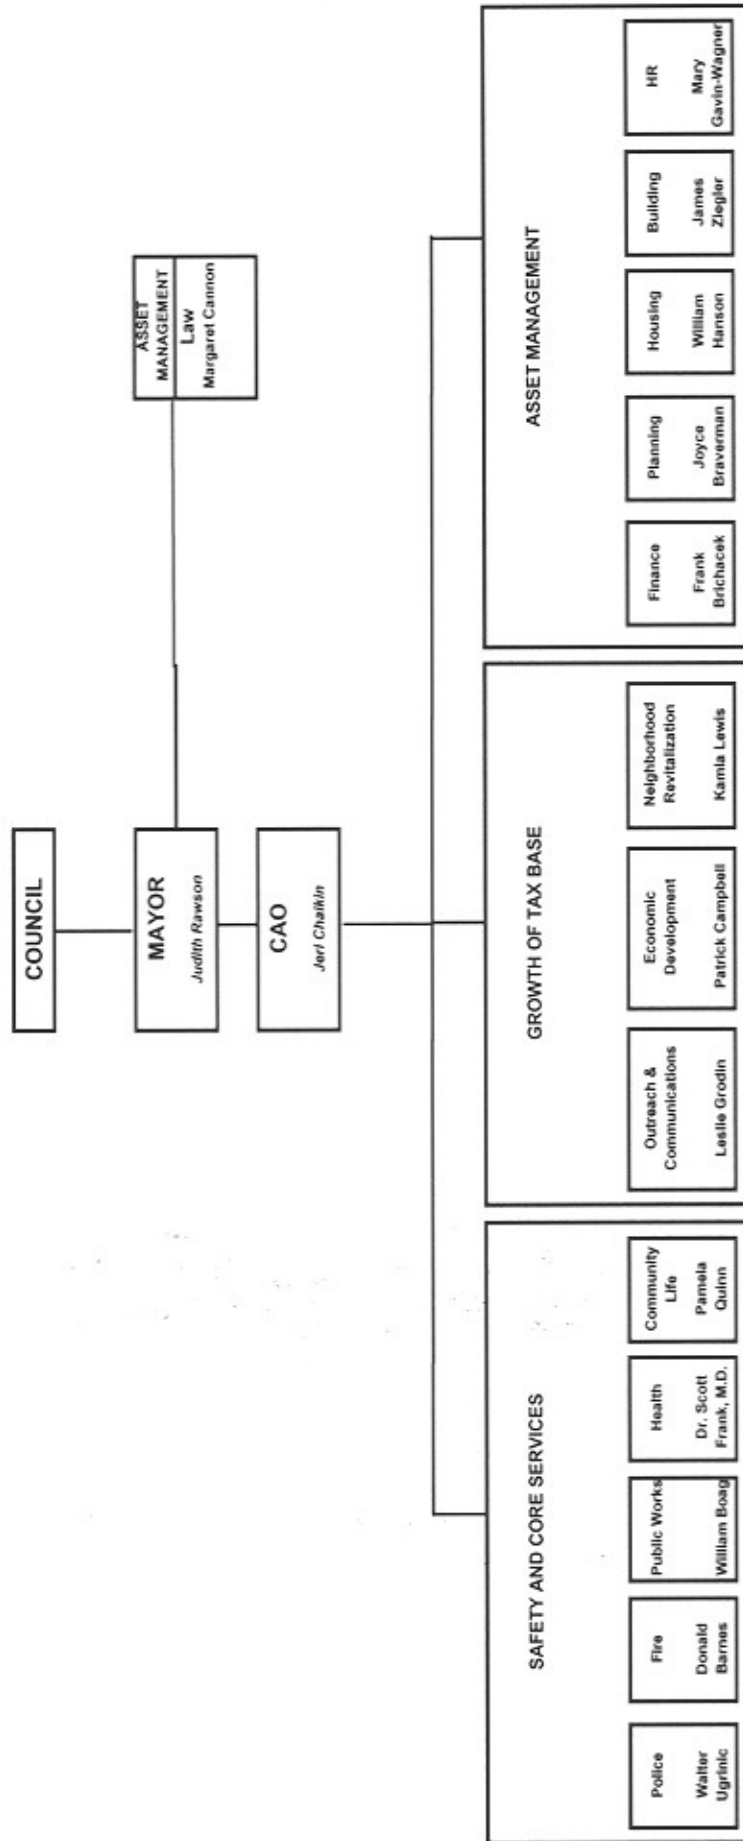 COUNCIL
MAYOR
Judith Rawson
CAO
Jeri Chaikin
ASSET
MANAGEMENT
Law
Margaret Cannon
SAFETY AND CORE SERVICES
Police
Walter
Ugrinic
Fire
Donald
Barnes
Public Works
William Boag
Health
Dr. Scott
Frank, M.D.
Community
Life
Pamela
Quinn
GROWTH OF TAX BASE
Outreach &
Communications
Leslie Grodin
Economic
Development
Patrick Campbell
Neighborhood
Revitalization
Kamla Lewis
ASSET MANAGEMENT
Finance
Frank
Brichacek
Planning
Joyce
Braverman
Housing
William
Hanson
Building
James
Ziegler
HR
Mary
Gavin-Wagner